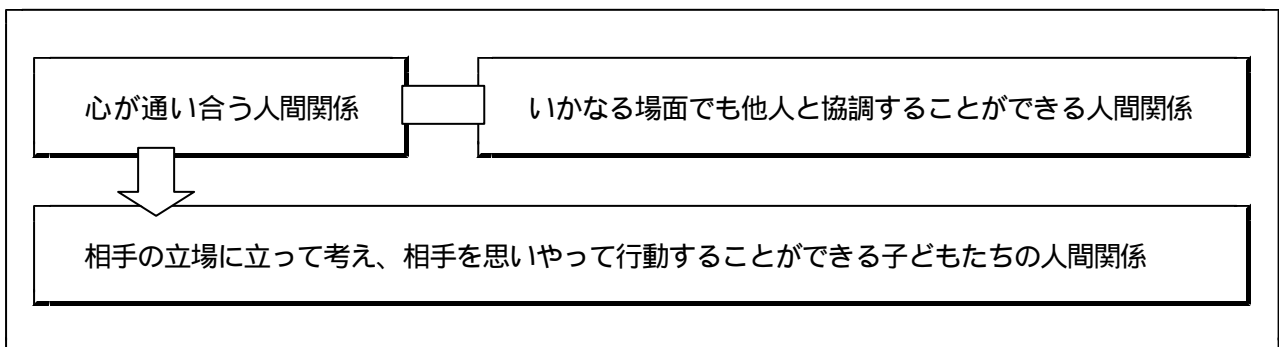 心が通い合う人間関係
いかなる場面でも他人と協調することができる人間関係
相手の立場に立って考え、相手を思いやって行動することができる子どもたちの人間関係